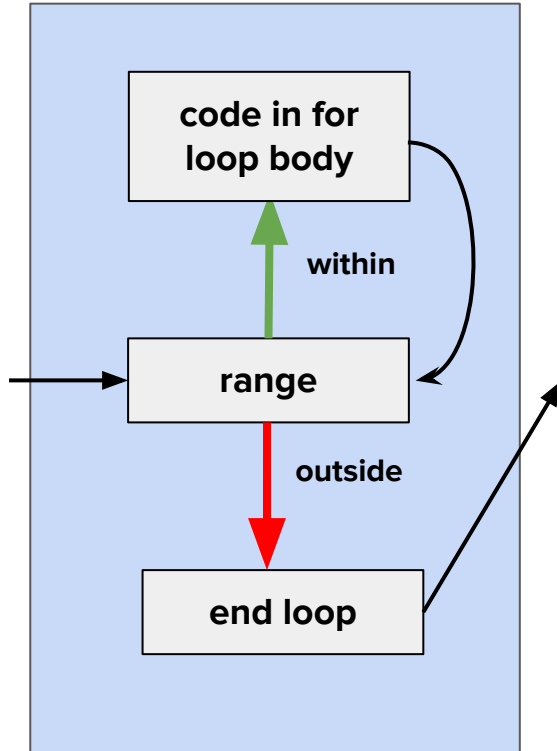 code in for
loop body
within
range
outside
end loop